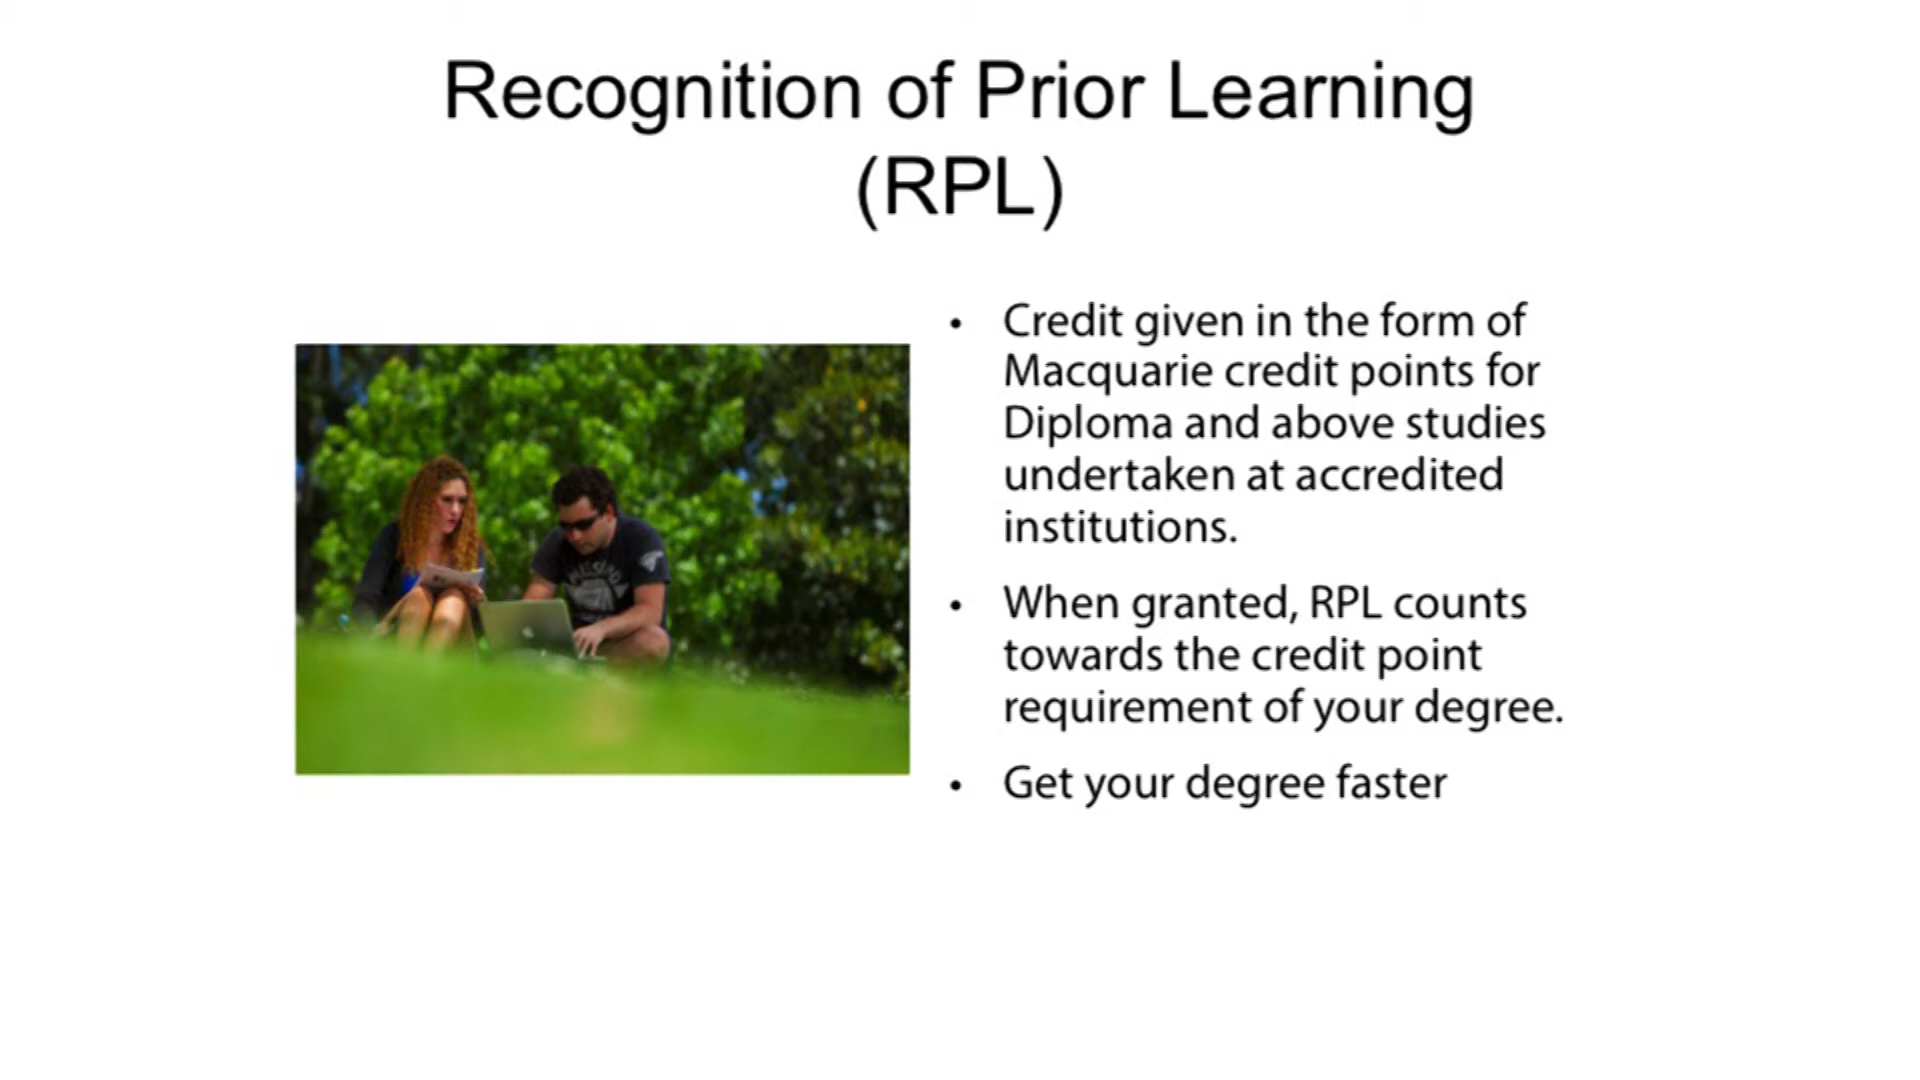 Recognition of Prior Learning
(RPL)
• Credit given in the form of
Macquarie credit points for
Diploma and above studies
undertaken at accredited
institutions.
• When granted, RPL counts
towards the credit point
requirement of your degree.
• Get your degree faster